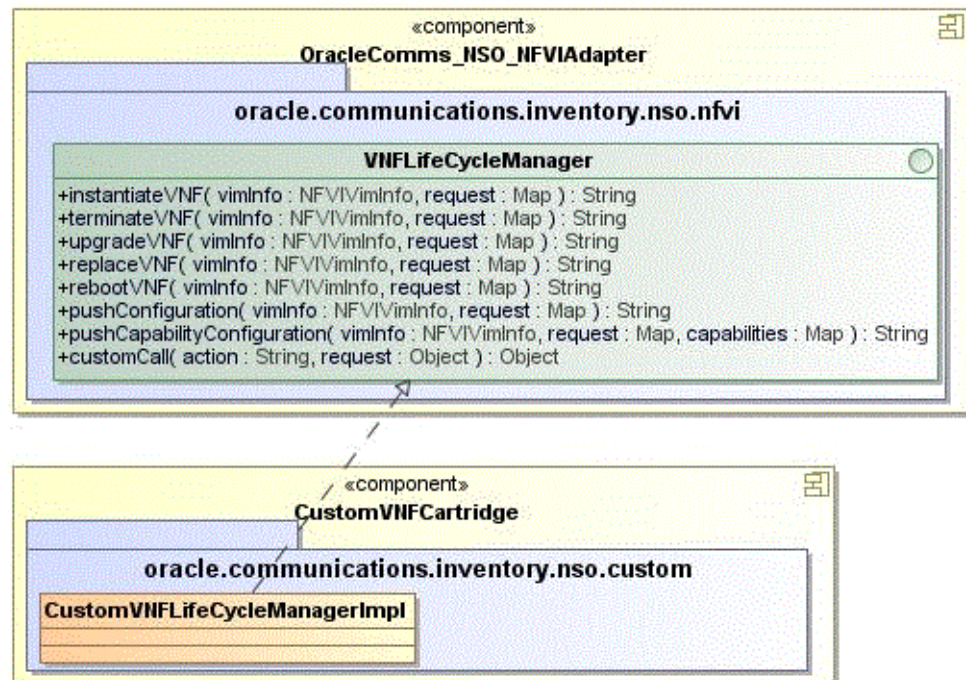 «component»
OracleComms_NSO_NFVIAdapter
oracle.communications.inventory.nso.nfvi
VNFLifeCycleManager
+instantiateVNF( vimInfo : NFVIVimInfo, request : Map ) : String
+terminateVNF( vimInfo : NFVIVimInfo, request : Map ) : String
+upgradeVNF( vimInfo : NFVIVimInfo, request : Map ) : String
+replaceVNF( vimInfo : NFVIVimInfo, request : Map ) : String
+rebootVNF( vimInfo : NFVIVimInfo, request : Map ) : String
+pushConfiguration( vimInfo : NFVIVimInfo, request : Map ) : String
+pushCapabilityConfiguration( vimInfo : NFVIVimInfo, request : Map, capabilities : Map ) : String
+customCall( action : String, request : Object ) : Object
«component»
CustomVNFCartridge
oracle.communications.inventory.nso.custom
CustomVNFLifeCycleManagerImpl